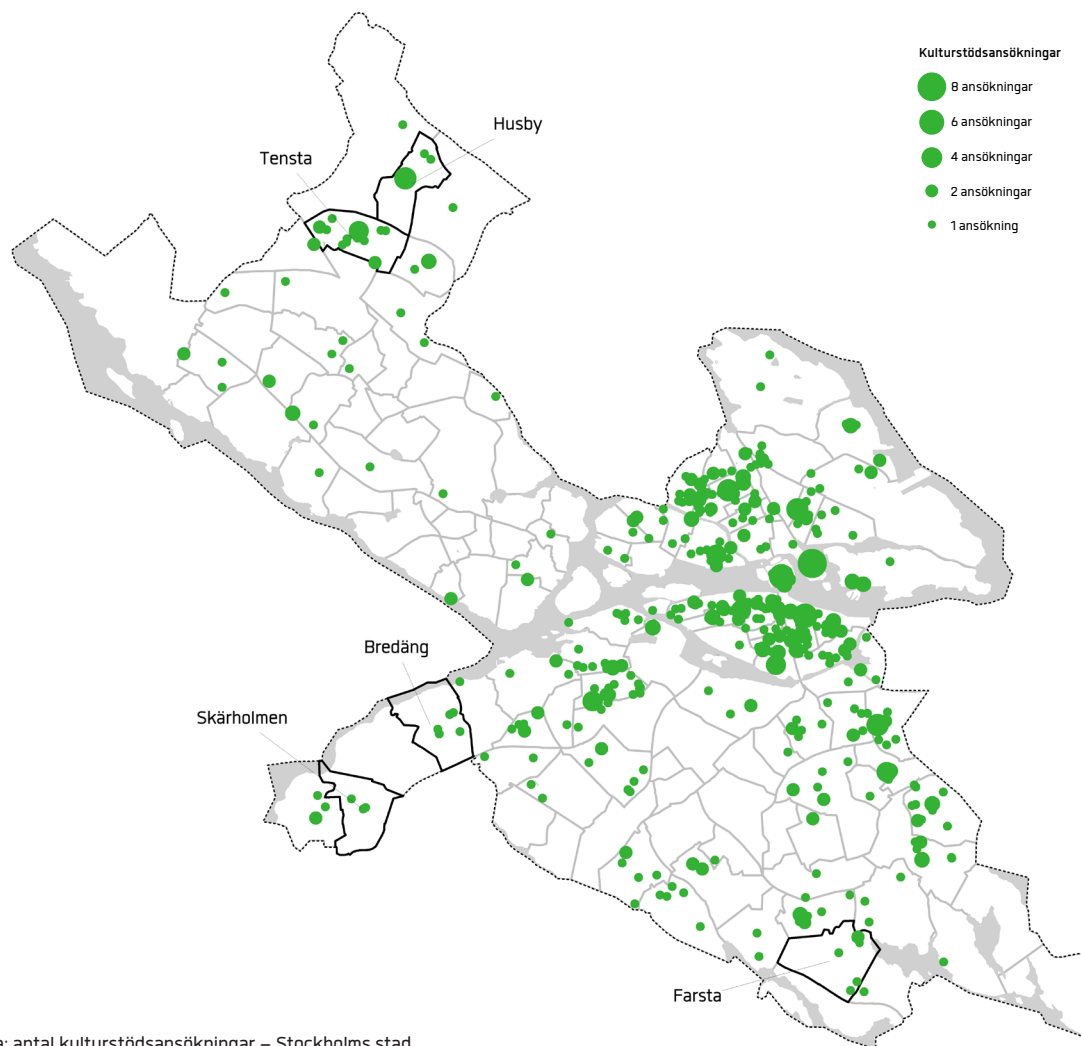 Kulturstödsansökningar
8 ansökningar
6 ansökningar
4 ansökningar
2 ansökningar
1 ansökning
Husby
Tensta
Bredäng
Skärholmen
Farsta
antal kulturstödsansökningar – Stockholms stad